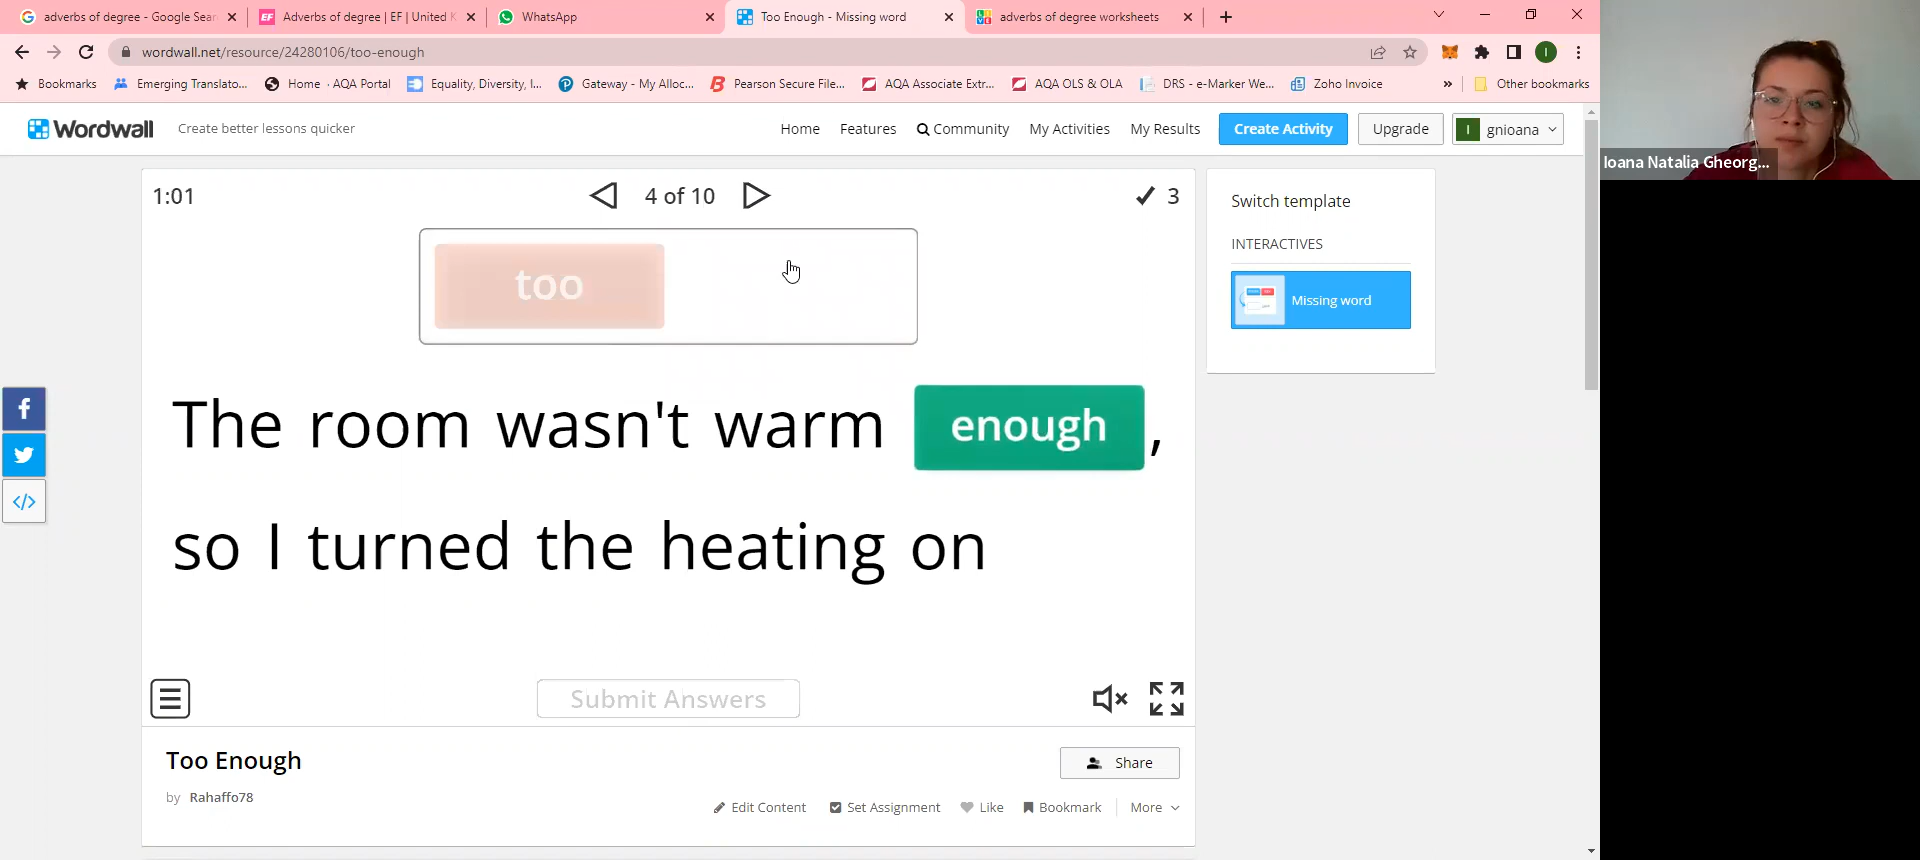 adverbs of degree - Google Sear
Adverbs of degree | EF | United K
WhatsApp
Too Enough - Missing word
adverbs of degree worksheets
wordwall.net/resource/24280106/too-enough
I
Bookmarks
Emerging Translato...
Home · AQA Portal
Equality, Diversity, I...
Gateway - My Alloc...
Pearson Secure File...
AQA Associate Extr...
AQA OLS & OLA
DRS - e-Marker We...
Zoho Invoice
»
Other bookmarks
Wordwall
Create better lessons quicker
Home
Features
Community
My Activities
My Results
Create Activity
Upgrade
I gnioana
Ioana Natalia Gheorg...
1:01
4 of 10
3
too
The room wasn't warm enough,
so I turned the heating on
Submit Answers
Switch template
INTERACTIVES
Missing word
Too Enough
by Rahaffo78
Share
Edit Content
Set Assignment
Like
Bookmark
More